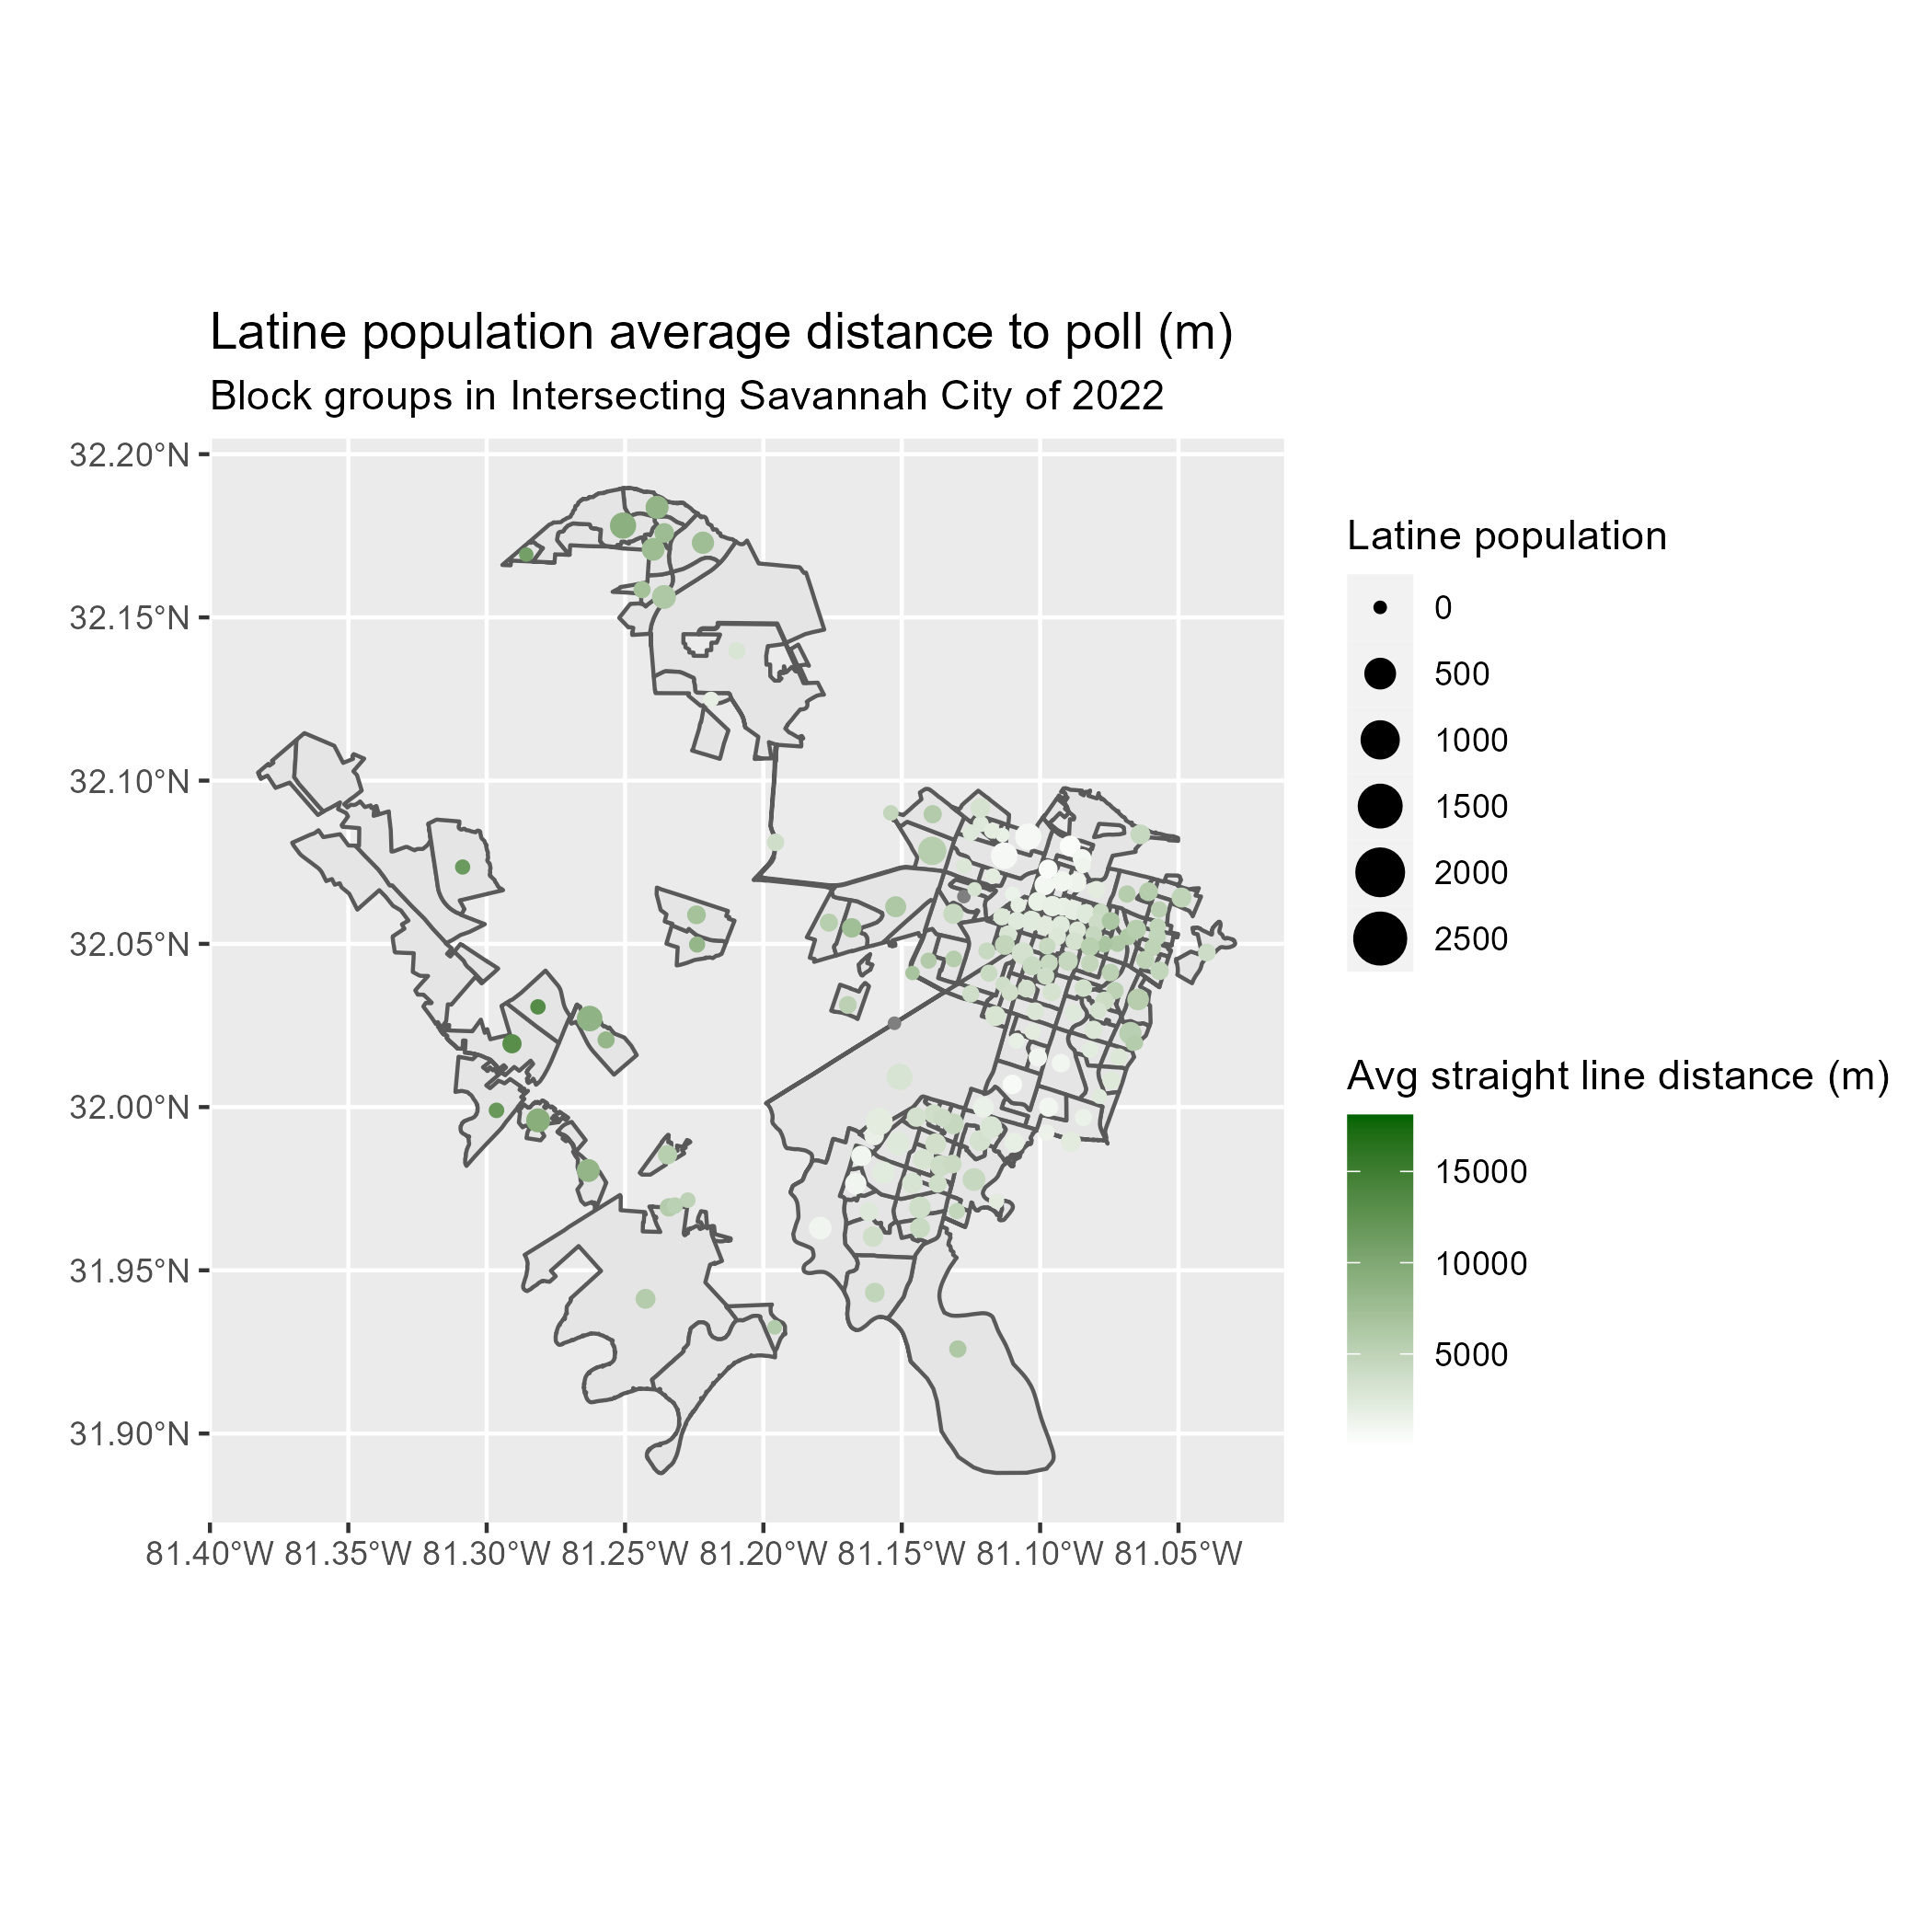 Latine population average distance to poll (m)
Block groups in Intersecting Savannah City of 2022
32.20°N
32.15°N
32.10°N
32.05°N
32.00°N
31.95°N
31.90°N
81.40°W 81.35°W 81.30°W 81.25°W 81.20°W 81.15°W 81.10°W 81.05°W
Latine population
0
500
1000
1500
2000
2500
Avg straight line distance (m)
15000
10000
5000